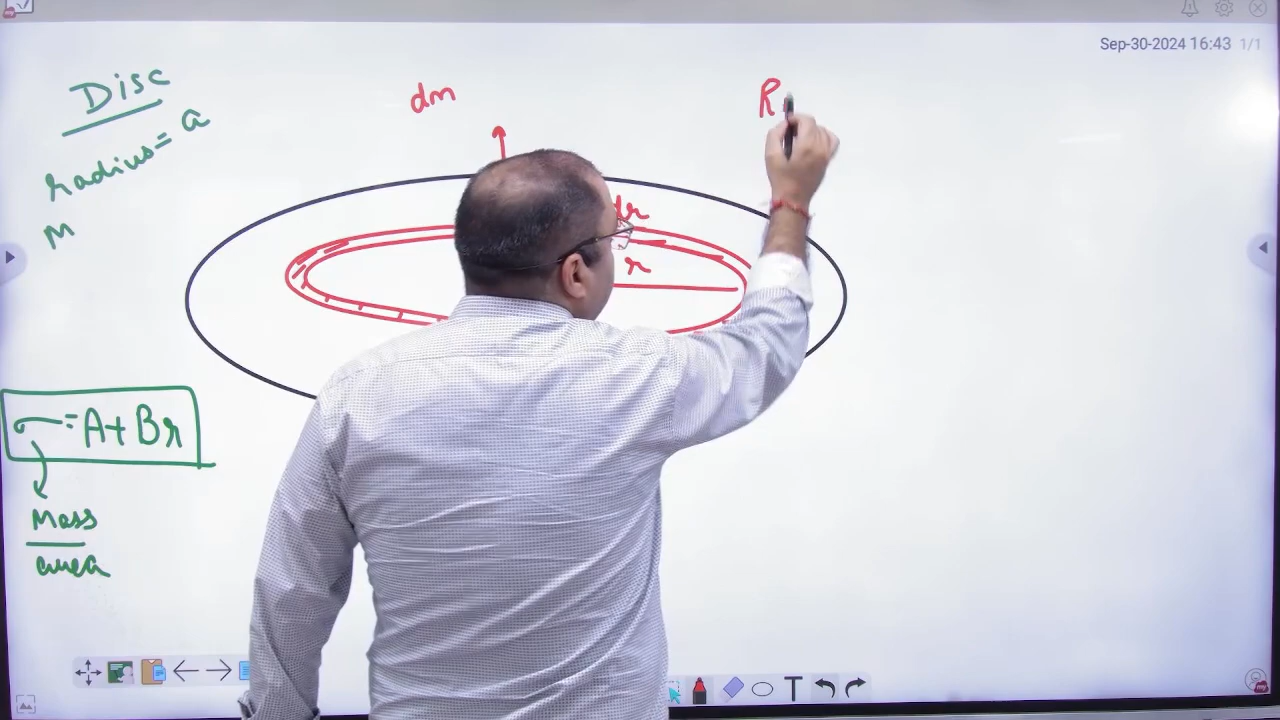 Sep-30-2024 16:43 1/1
Disc
radius = a
M
dm
R
dr
r
σ = A + Br
Mass
area
T